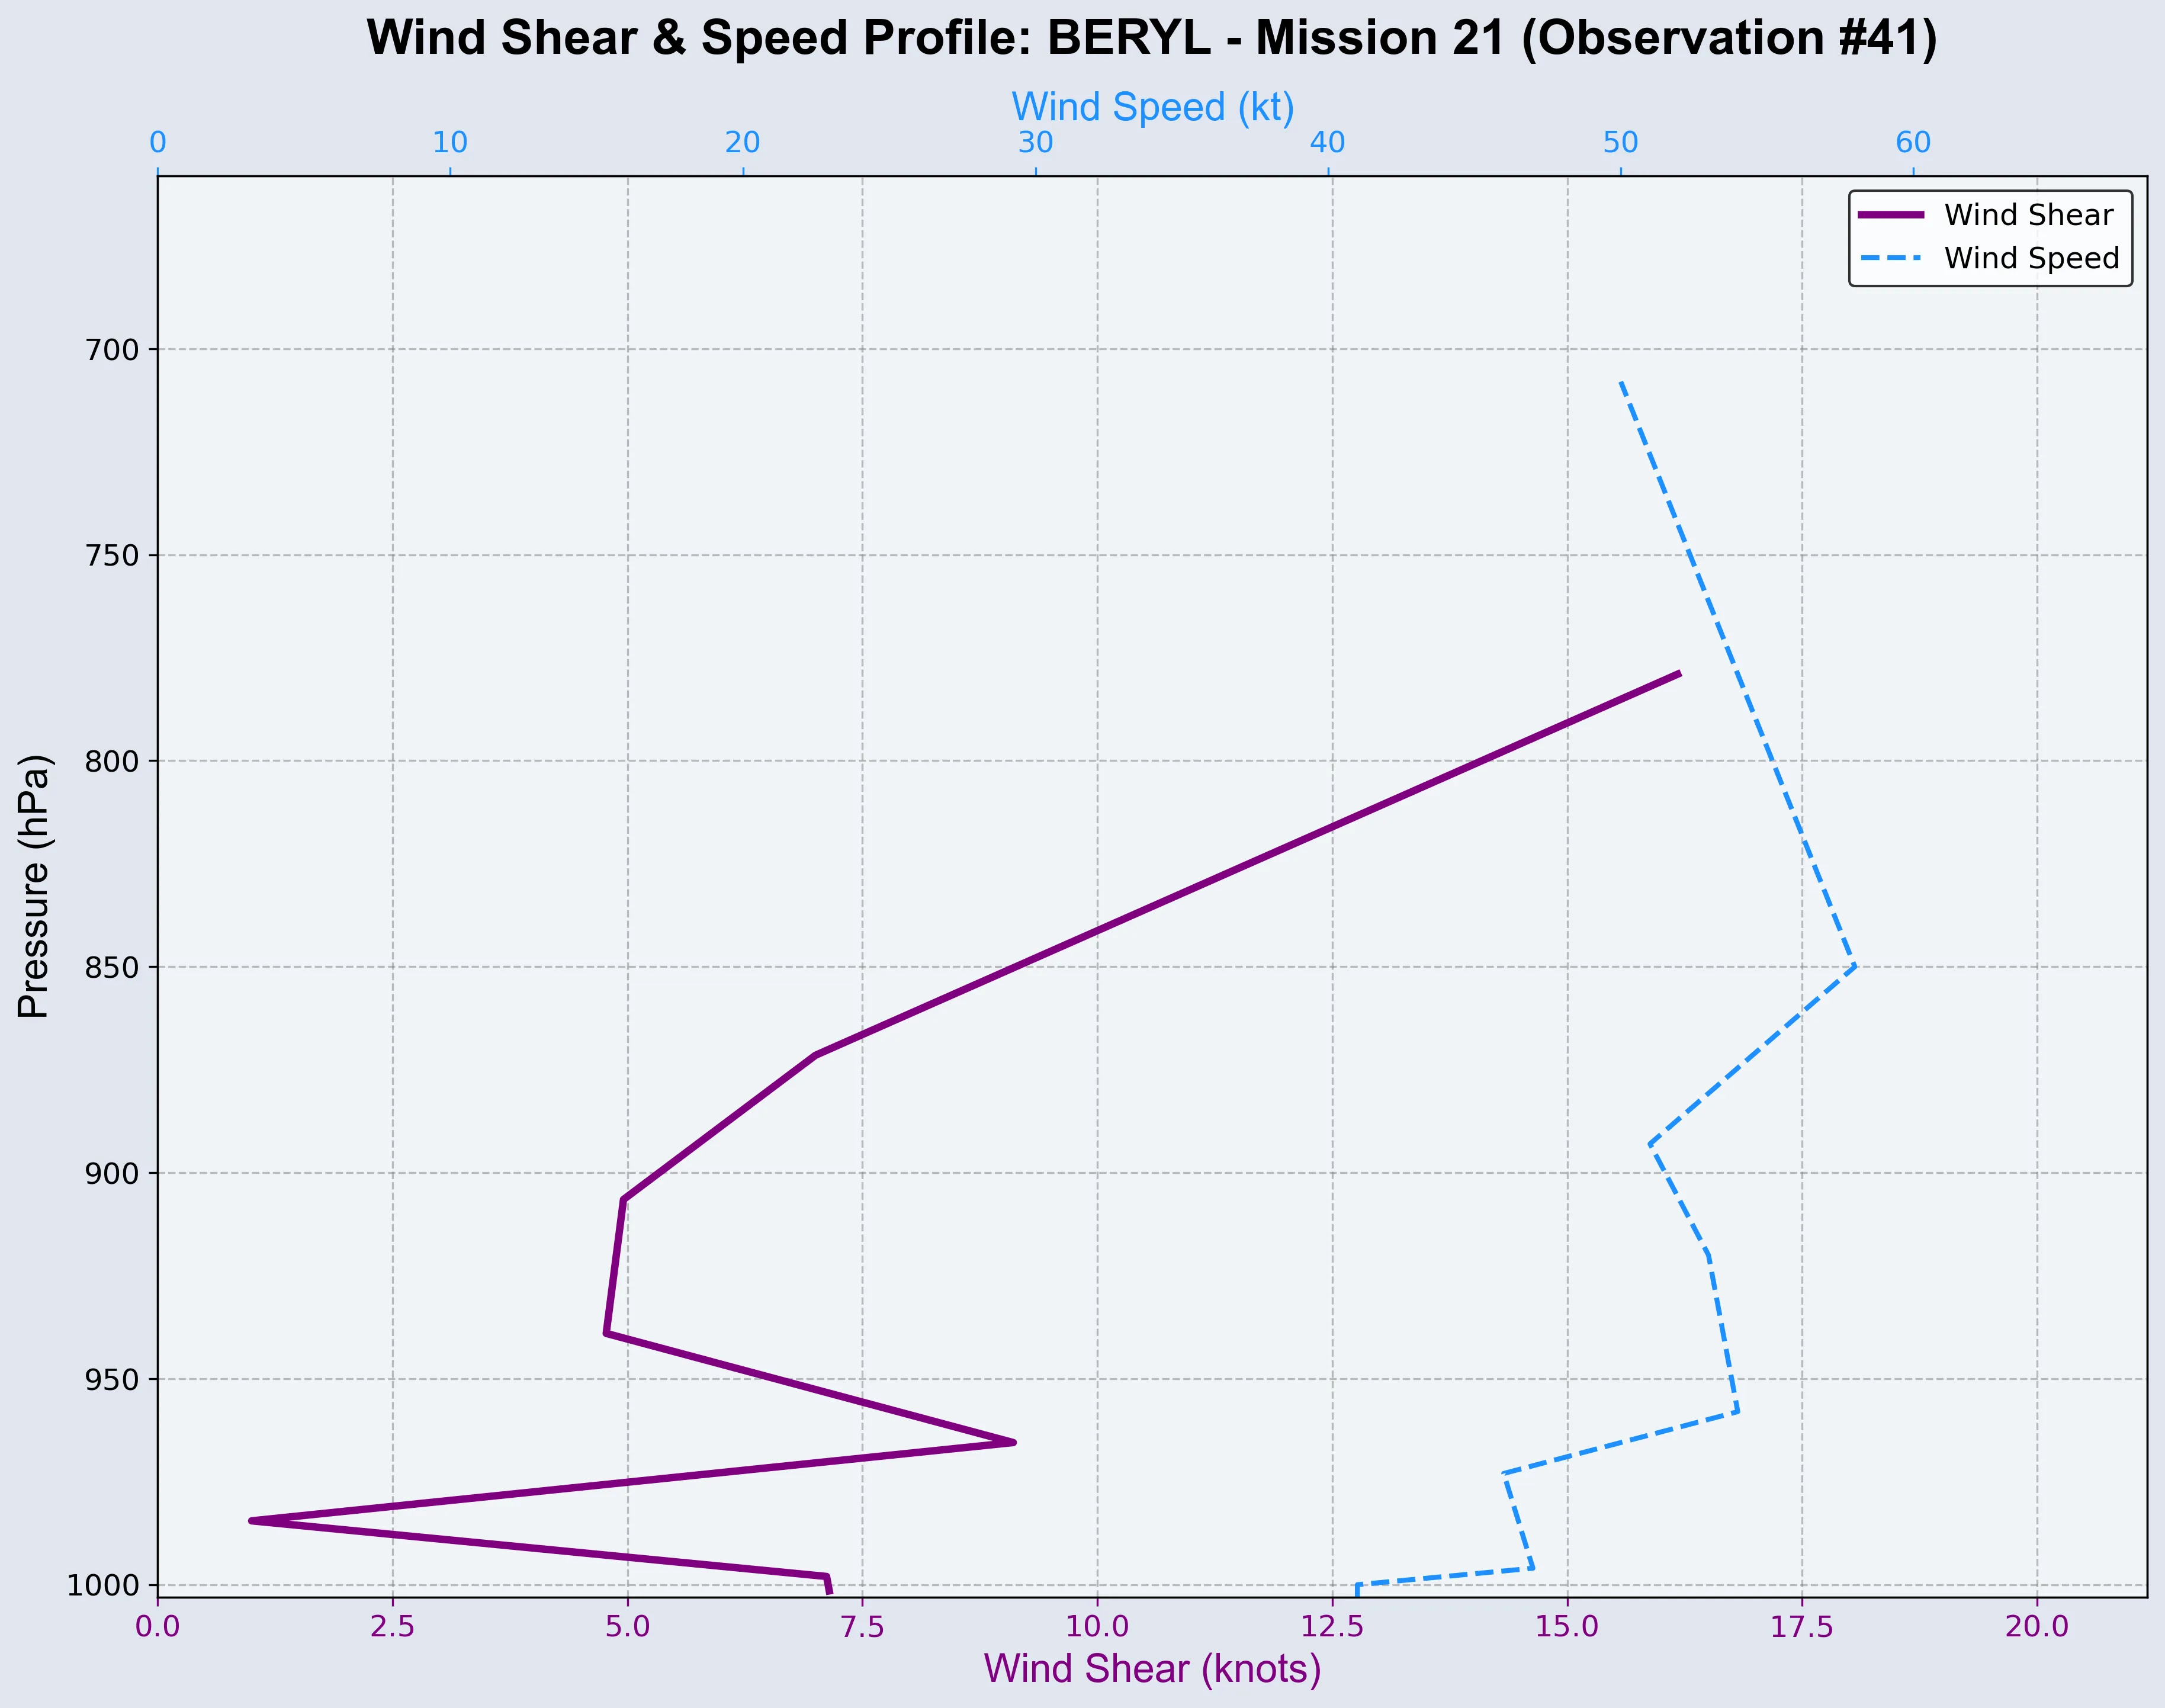 Wind Shear & Speed Profile: BERYL - Mission 21 (Observation #41)
Wind Speed (kt)
0 10 20 30 40 50 60
Wind Shear
Wind Speed
700
750
800
850
900
950
1000
Pressure (hPa)
0.0 2.5 5.0 7.5 10.0 12.5 15.0 17.5 20.0
Wind Shear (knots)